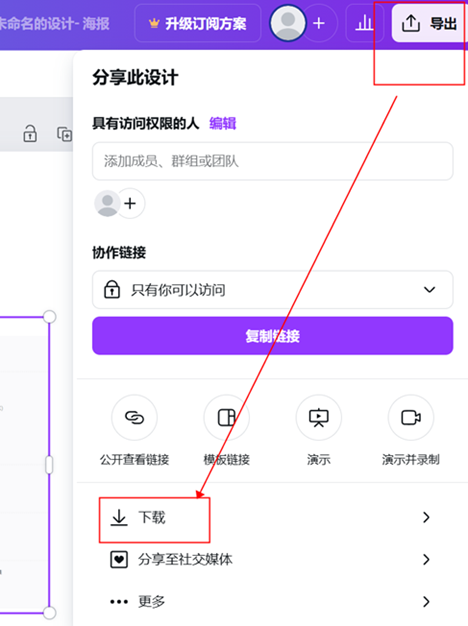 未命名的设计- 海报
升级订阅方案
导出
分享此设计
具有访问权限的人 编辑
添加成员、群组或团队
协作链接
只有你可以访问
复制链接
公开查看链接 模板链接 演示 演示并录制
下载
分享至社交媒体
更多